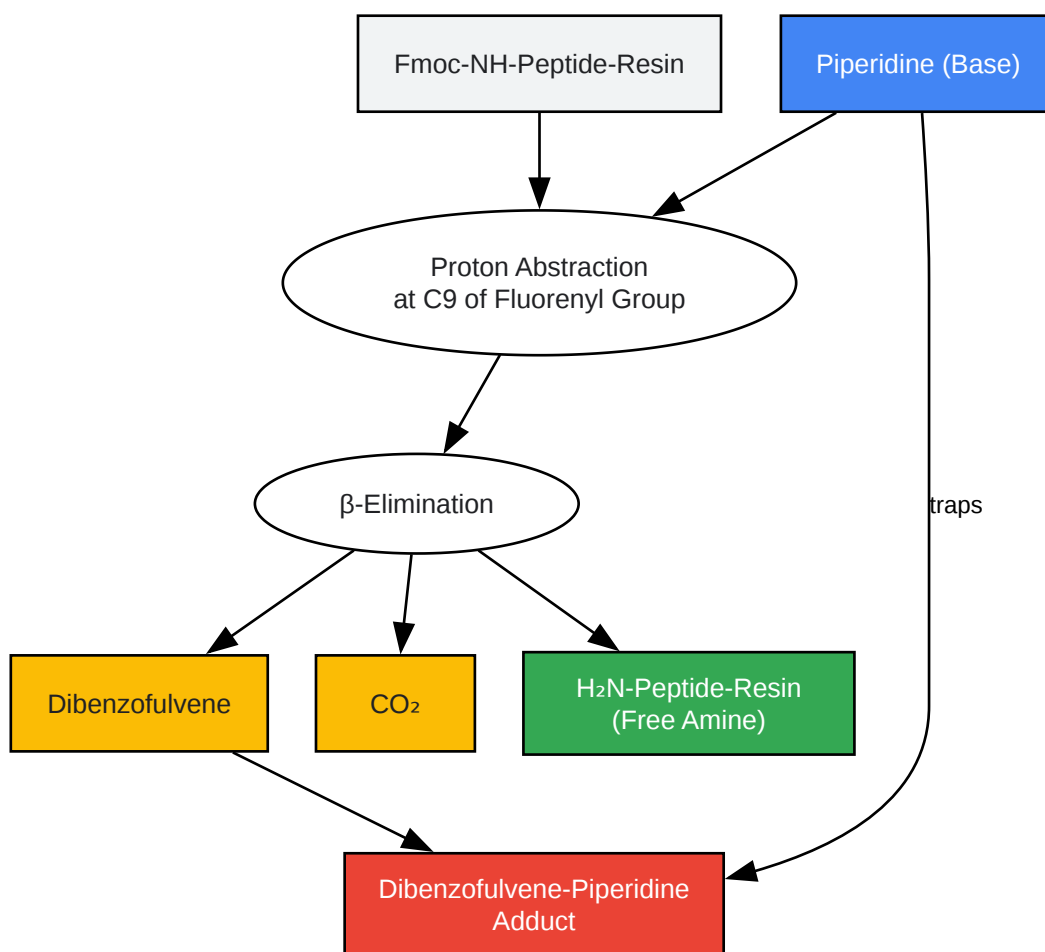 Fmoc-NH-Peptide-Resin
Piperidine (Base)
Proton Abstraction
at C9 of Fluorenyl Group
β-Elimination
traps
Dibenzofulvene
CO₂
H₂N-Peptide-Resin
(Free Amine)
Dibenzofulvene-Piperidine
Adduct